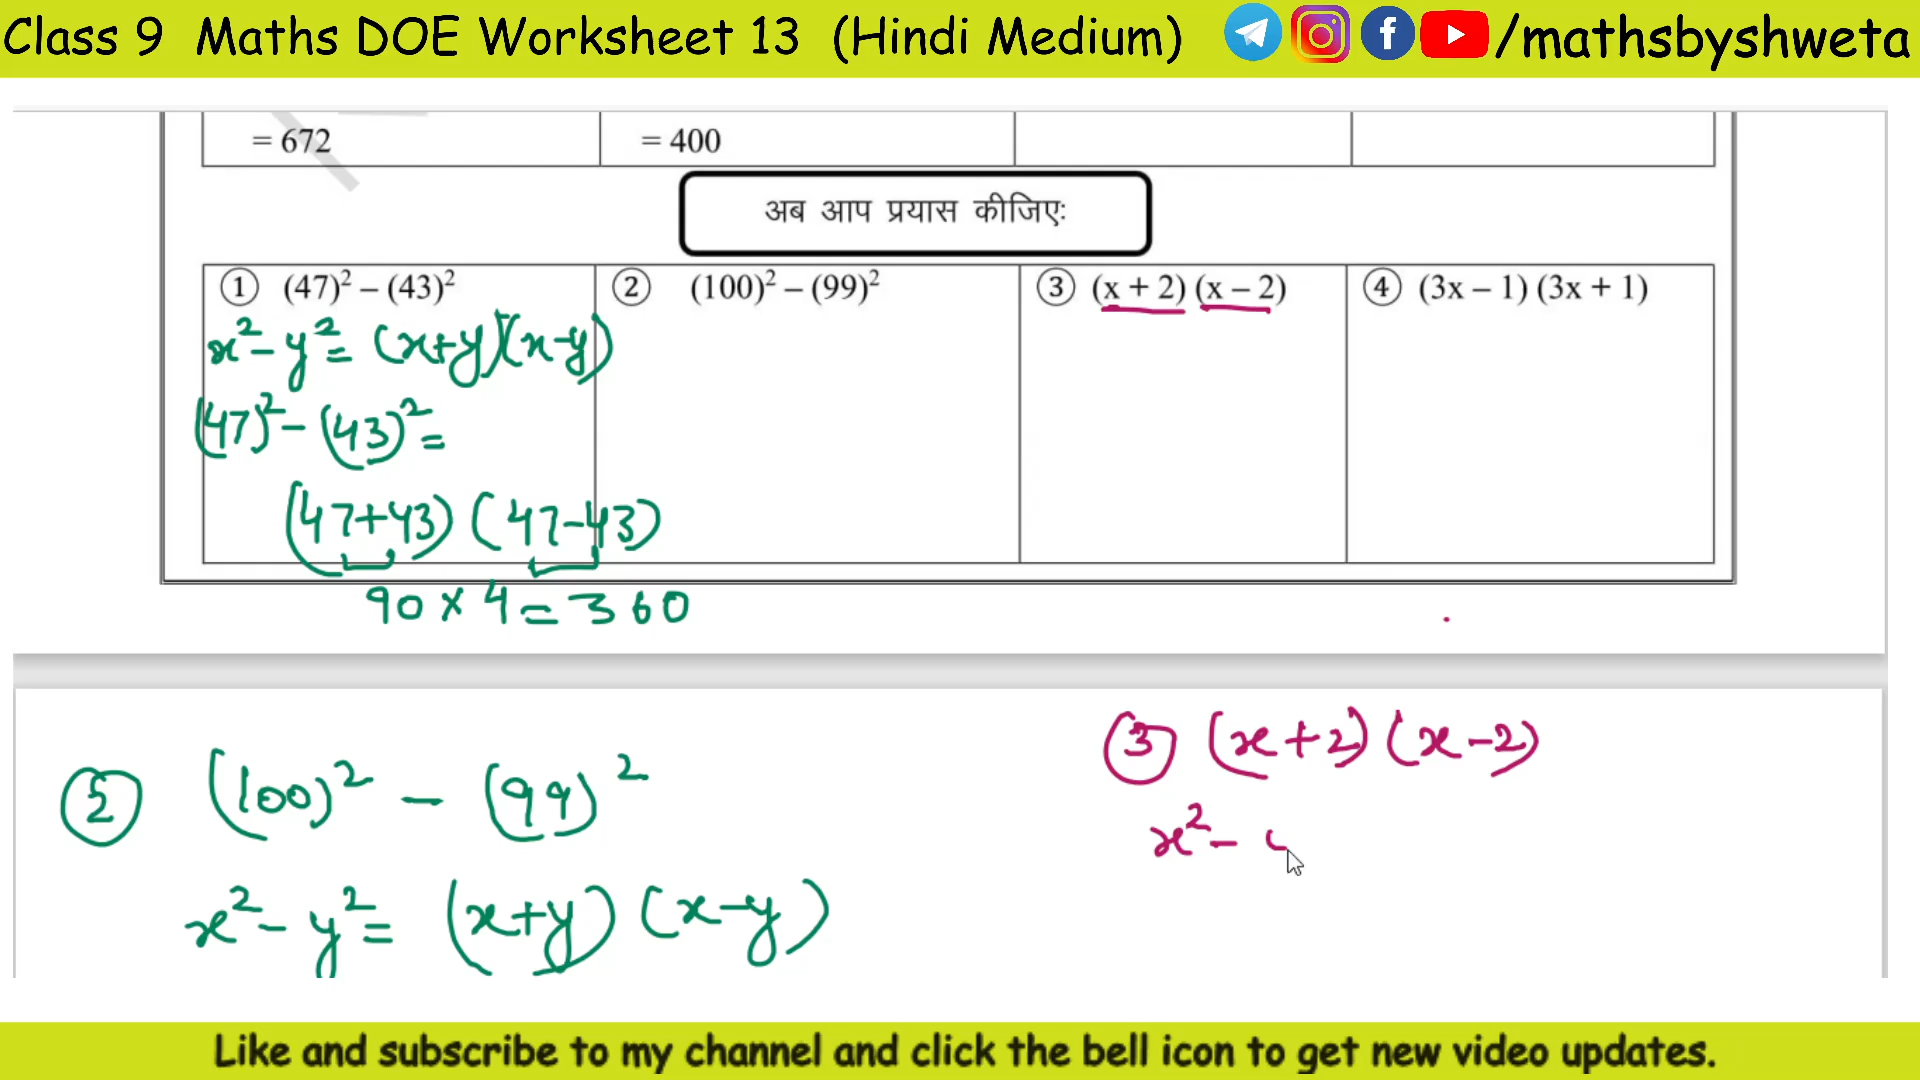 Class 9 Maths DOE Worksheet 13 (Hindi Medium) /mathsbyshweta
= 672 = 400
अब आप प्रयास कीजिए:
① (47)² – (43)² ② (100)² – (99)² ③ (x + 2) (x – 2) ④ (3x – 1) (3x + 1)
x² - y² = (x+y)(x-y)
(47)² - (43)² =
(47+43) (47-43)
90 × 4 = 360
③ (x+2) (x-2)
x² -
② (100)² - (99)²
x² - y² = (x+y) (x-y)
Like and subscribe to my channel and click the bell icon to get new video updates.